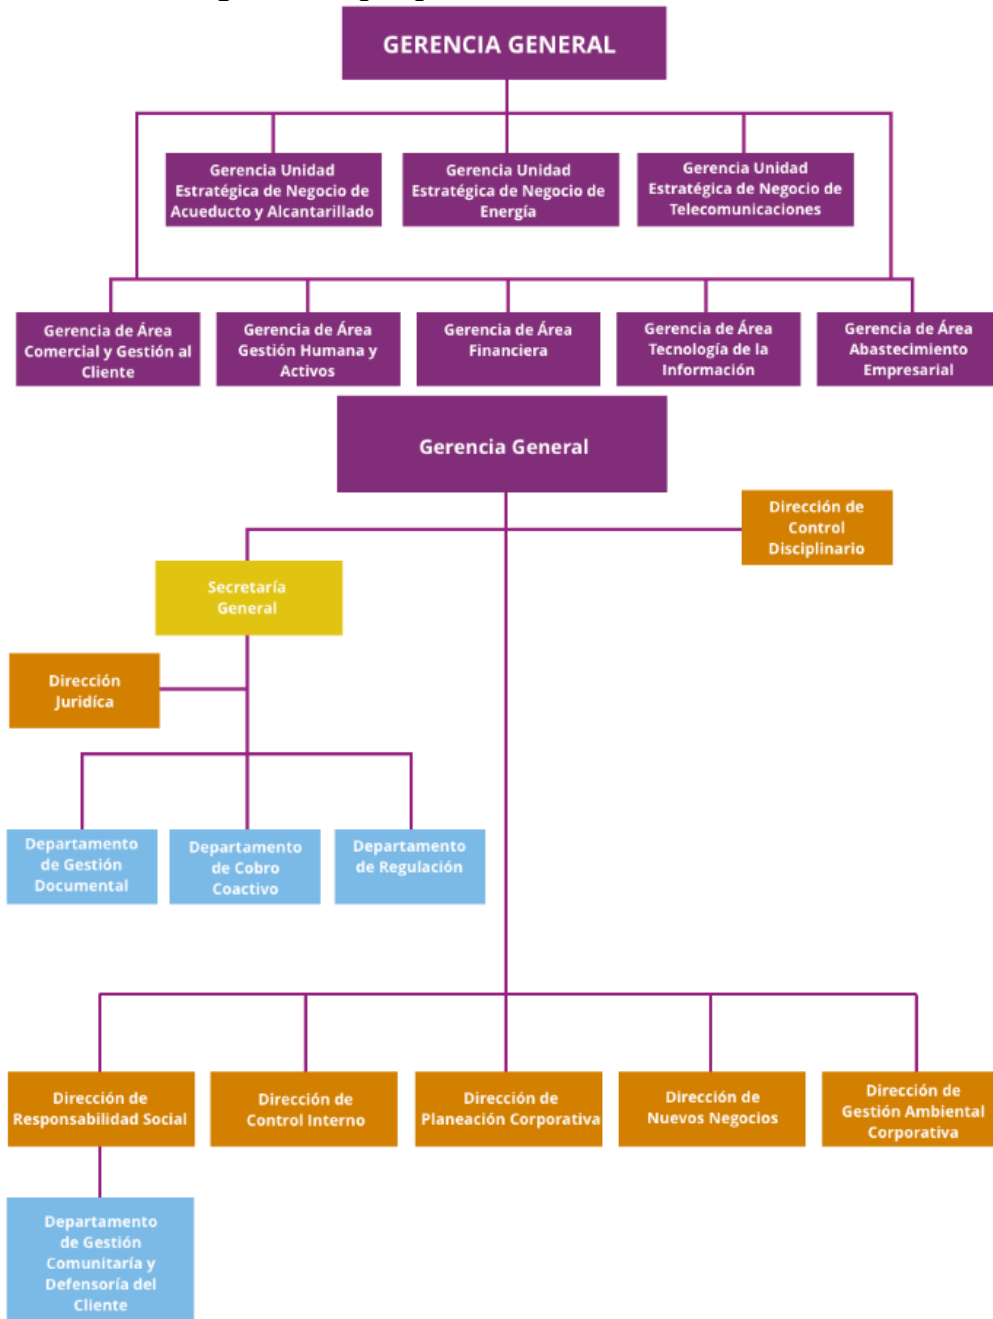 GERENCIA GENERAL
Gerencia Unidad
Estratégica de Negocio de
Acueducto y Alcantarillado
Gerencia Unidad
Estratégica de Negocio de
Energía
Gerencia Unidad
Estratégica de Negocio de
Telecomunicaciones
Gerencia de Área
Comercial y Gestión al
Cliente
Gerencia de Área
Gestión Humana y
Activos
Gerencia de Área
Financiera
Gerencia de Área
Tecnología de la
Información
Gerencia de Área
Abastecimiento
Empresarial
Gerencia General
Dirección de
Control
Disciplinario
Secretaría
General
Dirección
Juridíca
Departamento
de Gestión
Documental
Departamento
de Cobro
Coactivo
Departamento
de Regulación
Dirección de
Responsabilidad Social
Dirección de
Control Interno
Dirección de
Planeación Corporativa
Dirección de
Nuevos Negocios
Dirección de
Gestión Ambiental
Corporativa
Departamento
de Gestión
Comunitaría y
Defensoría del
Cliente